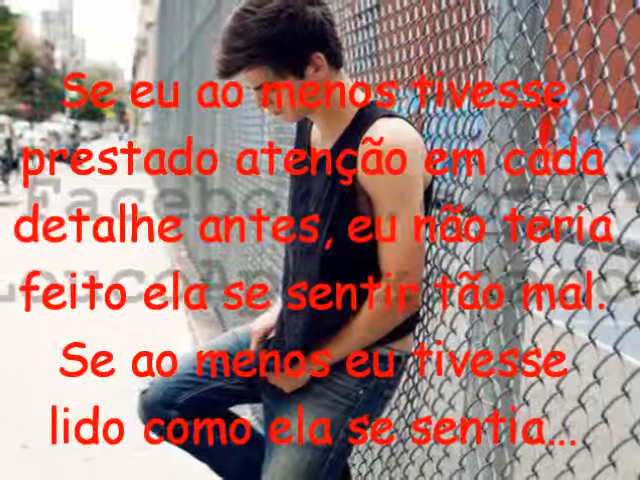 Se eu ao menos tivesse
prestado atenção em cada
detalhe antes, eu não teria
feito ela se sentir tão mal.
Se ao menos eu tivesse
lido como ela se sentia...